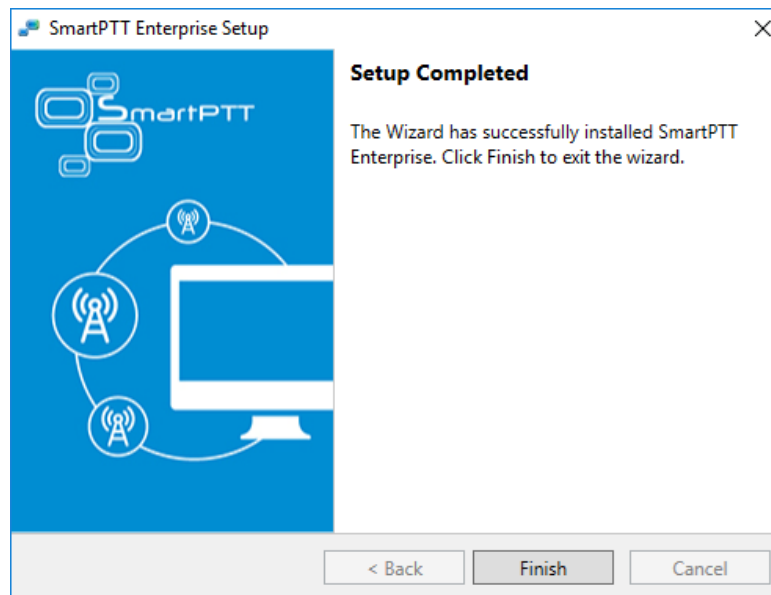 SmartPTT Enterprise Setup
SmartPTT
Setup Completed
The Wizard has successfully installed SmartPTT
Enterprise. Click Finish to exit the wizard.
< Back
Finish
Cancel